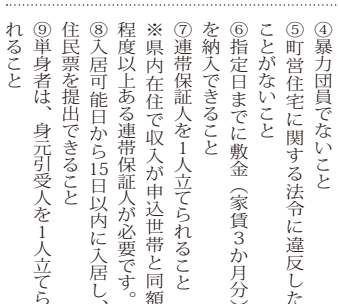 ④暴力団員でないこと
⑤町営住宅に関する法令に違反した
ことがないこと
⑥指定日までに敷金（家賃３か月分）
を納入できること
⑦連帯保証人を１人立てられること
※県内在住で収入が申込世帯と同額
程度以上ある連帯保証人が必要です。
⑧入居可能日から15日以内に入居し、
住民票を提出できること
⑨単身者は、身元引受人を１人立てら
れること